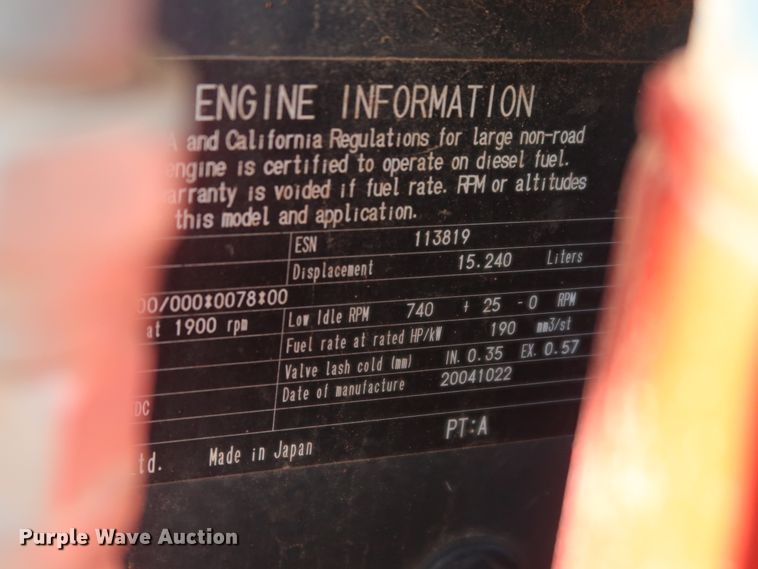 ENGINE INFORMATION
A and California Regulations for large non-road
engine is certified to operate on diesel fuel.
arranty is voided if fuel rate. RPM or altitudes
this model and application.
ESN 113819
Displacement 15.240 Liters
00/000*0078*00
at 1900 rpm
Low Idle RPM 740 + 25 - 0 RPM
Fuel rate at rated HP/kW 190 mm3/st
Valve lash cold (mm) IN. 0.35 EX. 0.57
DC
Date of manufacture 20041022
PT:A
Ltd. Made in Japan
Purple Wave Auction